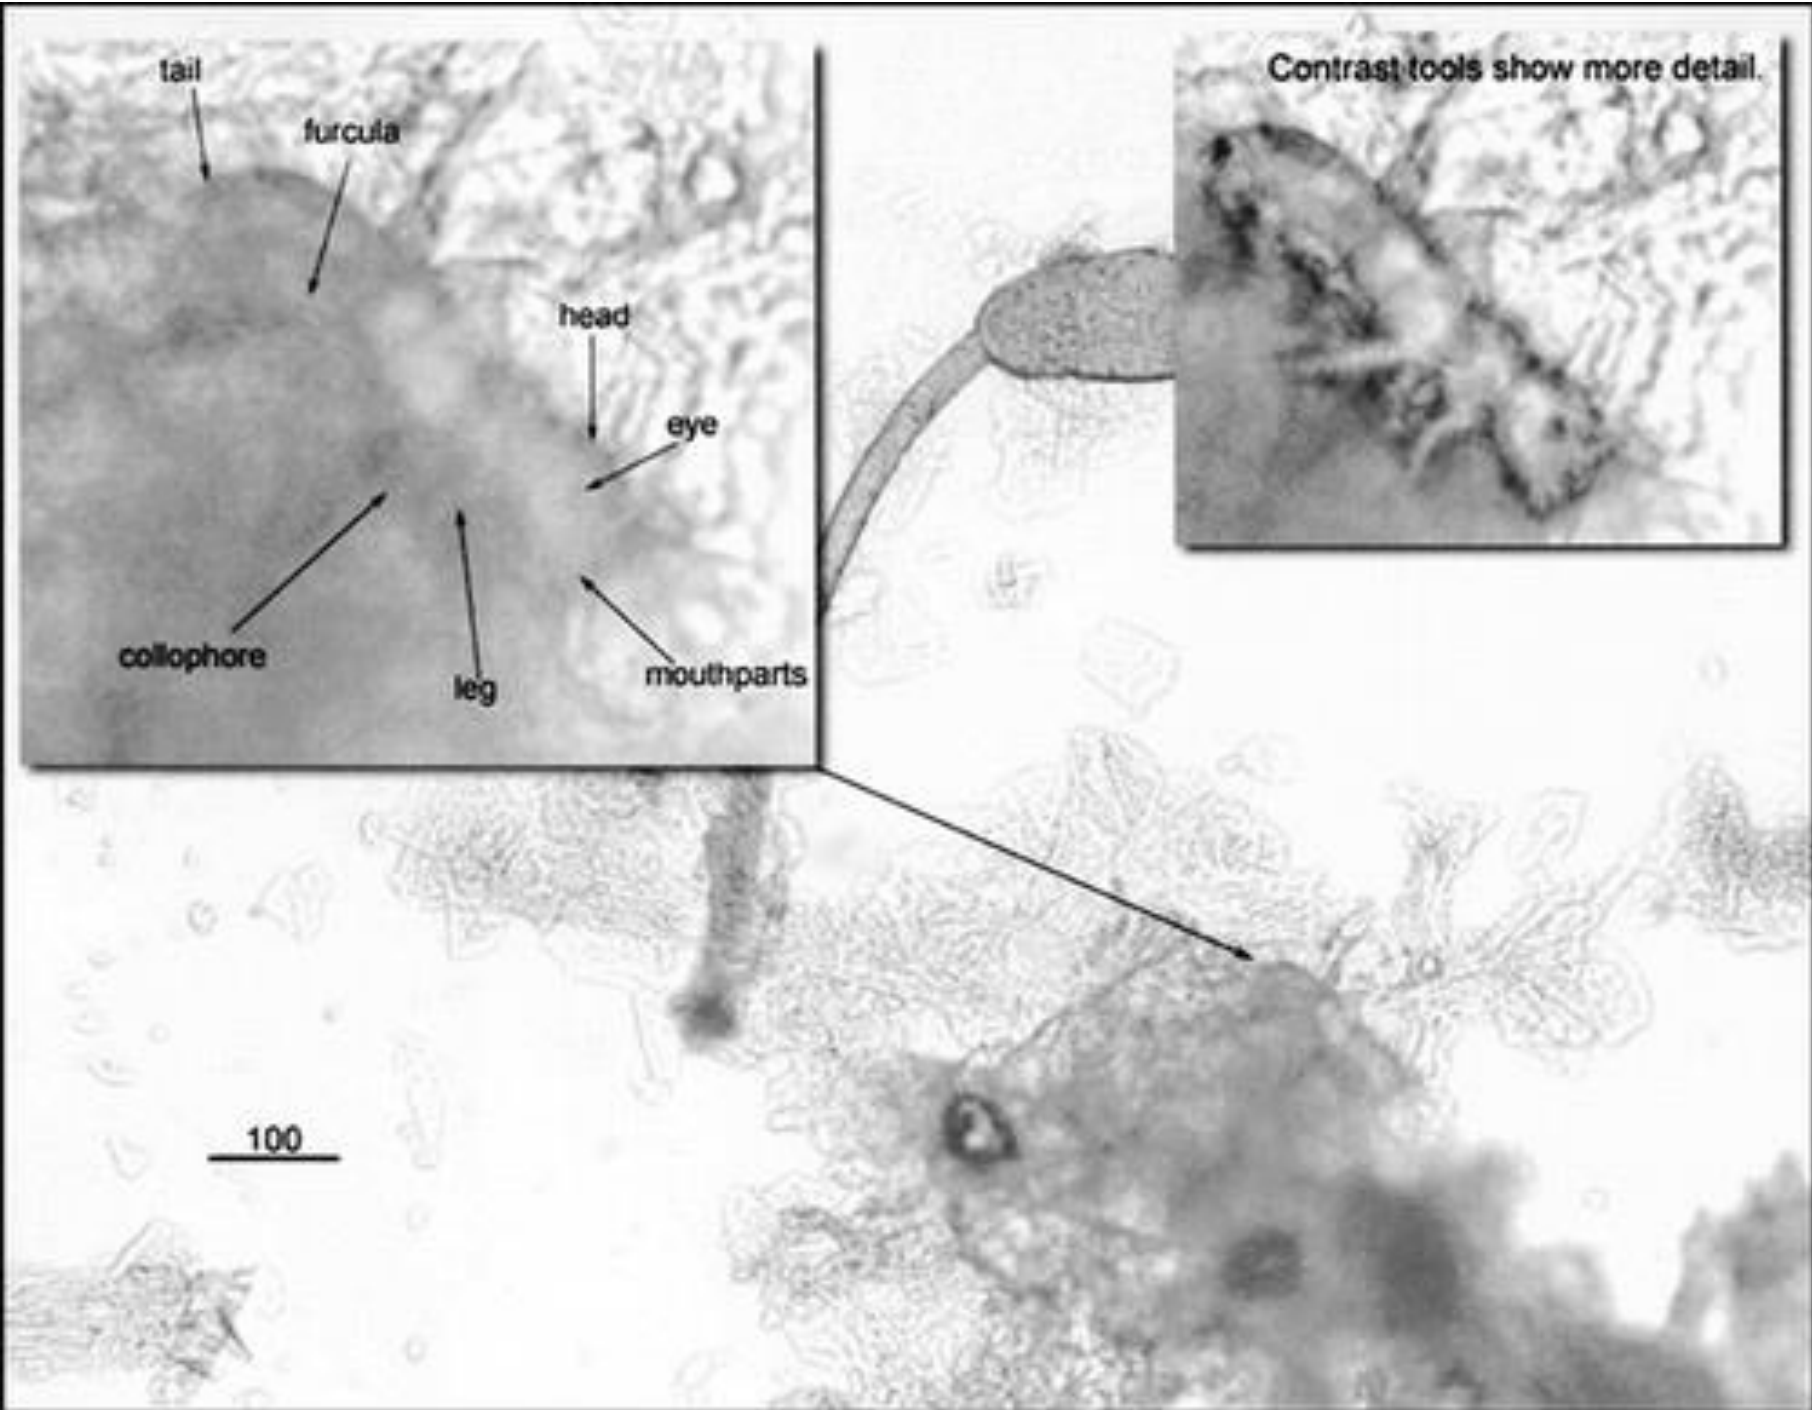 tail
furcula
head
eye
collophore
leg
mouthparts
Contrast tools show more detail.
100